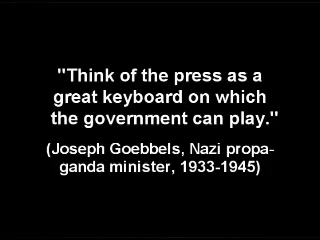 "Think of the press as a
great keyboard on which
the government can play."
(Joseph Goebbels, Nazi propa-
ganda minister, 1933-1945)